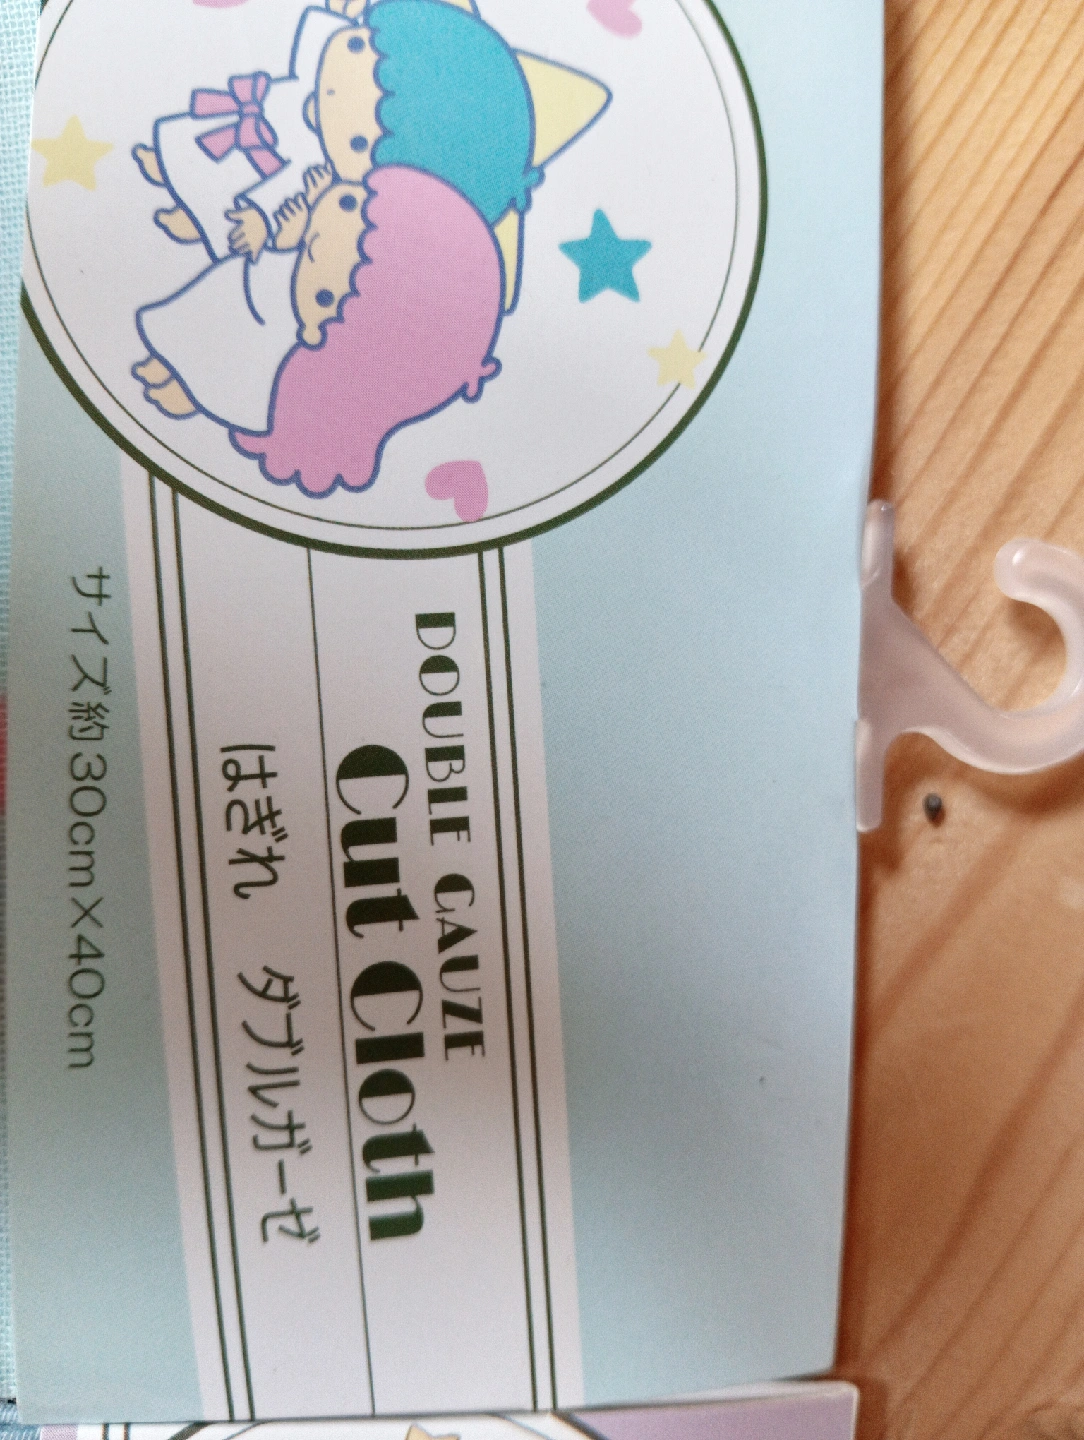 DOUBLE GAUZE
Cut Cloth
はぎれ ダブルガーゼ
サイズ約30cm×40cm